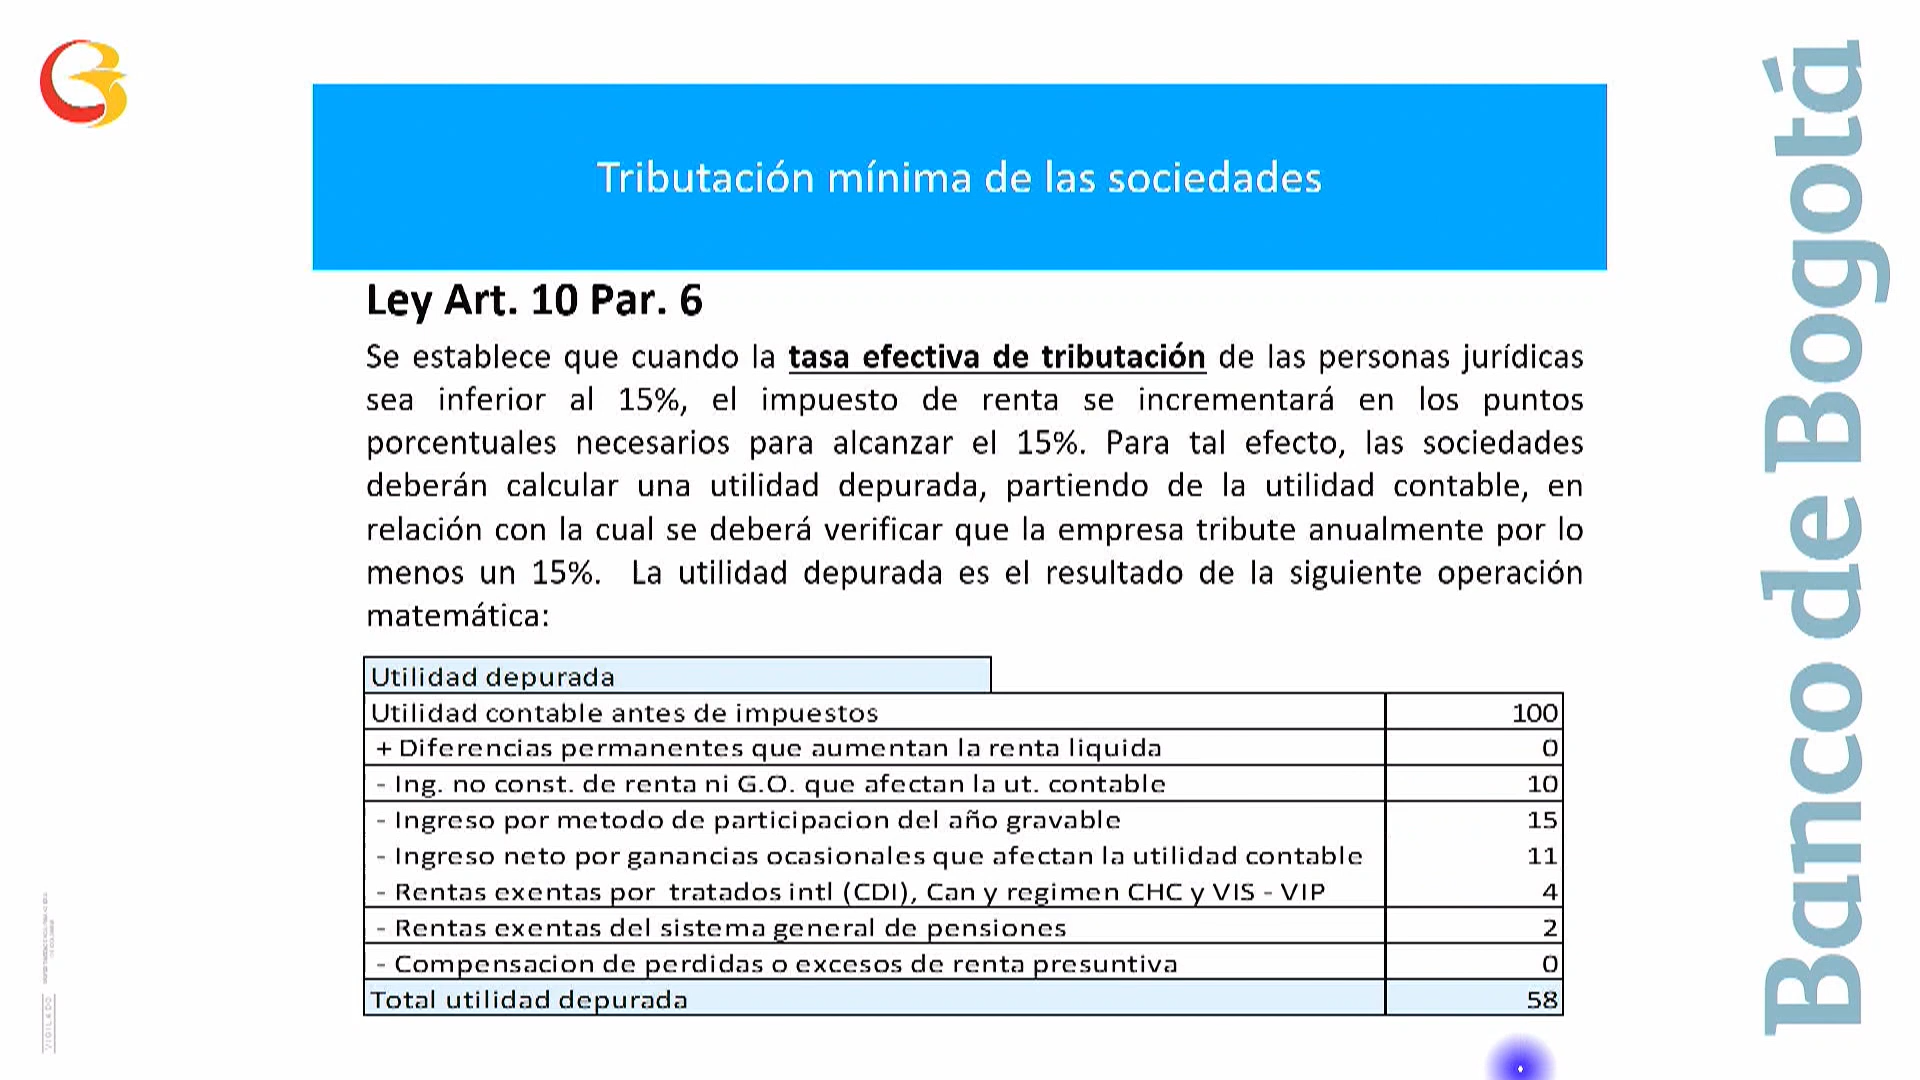 Tributación mínima de las sociedades
Ley Art. 10 Par. 6
Se establece que cuando la tasa efectiva de tributación de las personas jurídicas
sea inferior al 15%, el impuesto de renta se incrementará en los puntos
porcentuales necesarios para alcanzar el 15%. Para tal efecto, las sociedades
deberán calcular una utilidad depurada, partiendo de la utilidad contable, en
relación con la cual se deberá verificar que la empresa tribute anualmente por lo
menos un 15%. La utilidad depurada es el resultado de la siguiente operación
matemática:
Utilidad depurada
Utilidad contable antes de impuestos 100
+ Diferencias permanentes que aumentan la renta liquida 0
- Ing. no const. de renta ni G.O. que afectan la ut. contable 10
- Ingreso por metodo de participacion del año gravable 15
- Ingreso neto por ganancias ocasionales que afectan la utilidad contable 11
- Rentas exentas por tratados intl (CDI), Can y regimen CHC y VIS - VIP 4
- Rentas exentas del sistema general de pensiones 2
- Compensacion de perdidas o excesos de renta presuntiva 0
Total utilidad depurada 58
Banco de Bogotá
VIGILADO